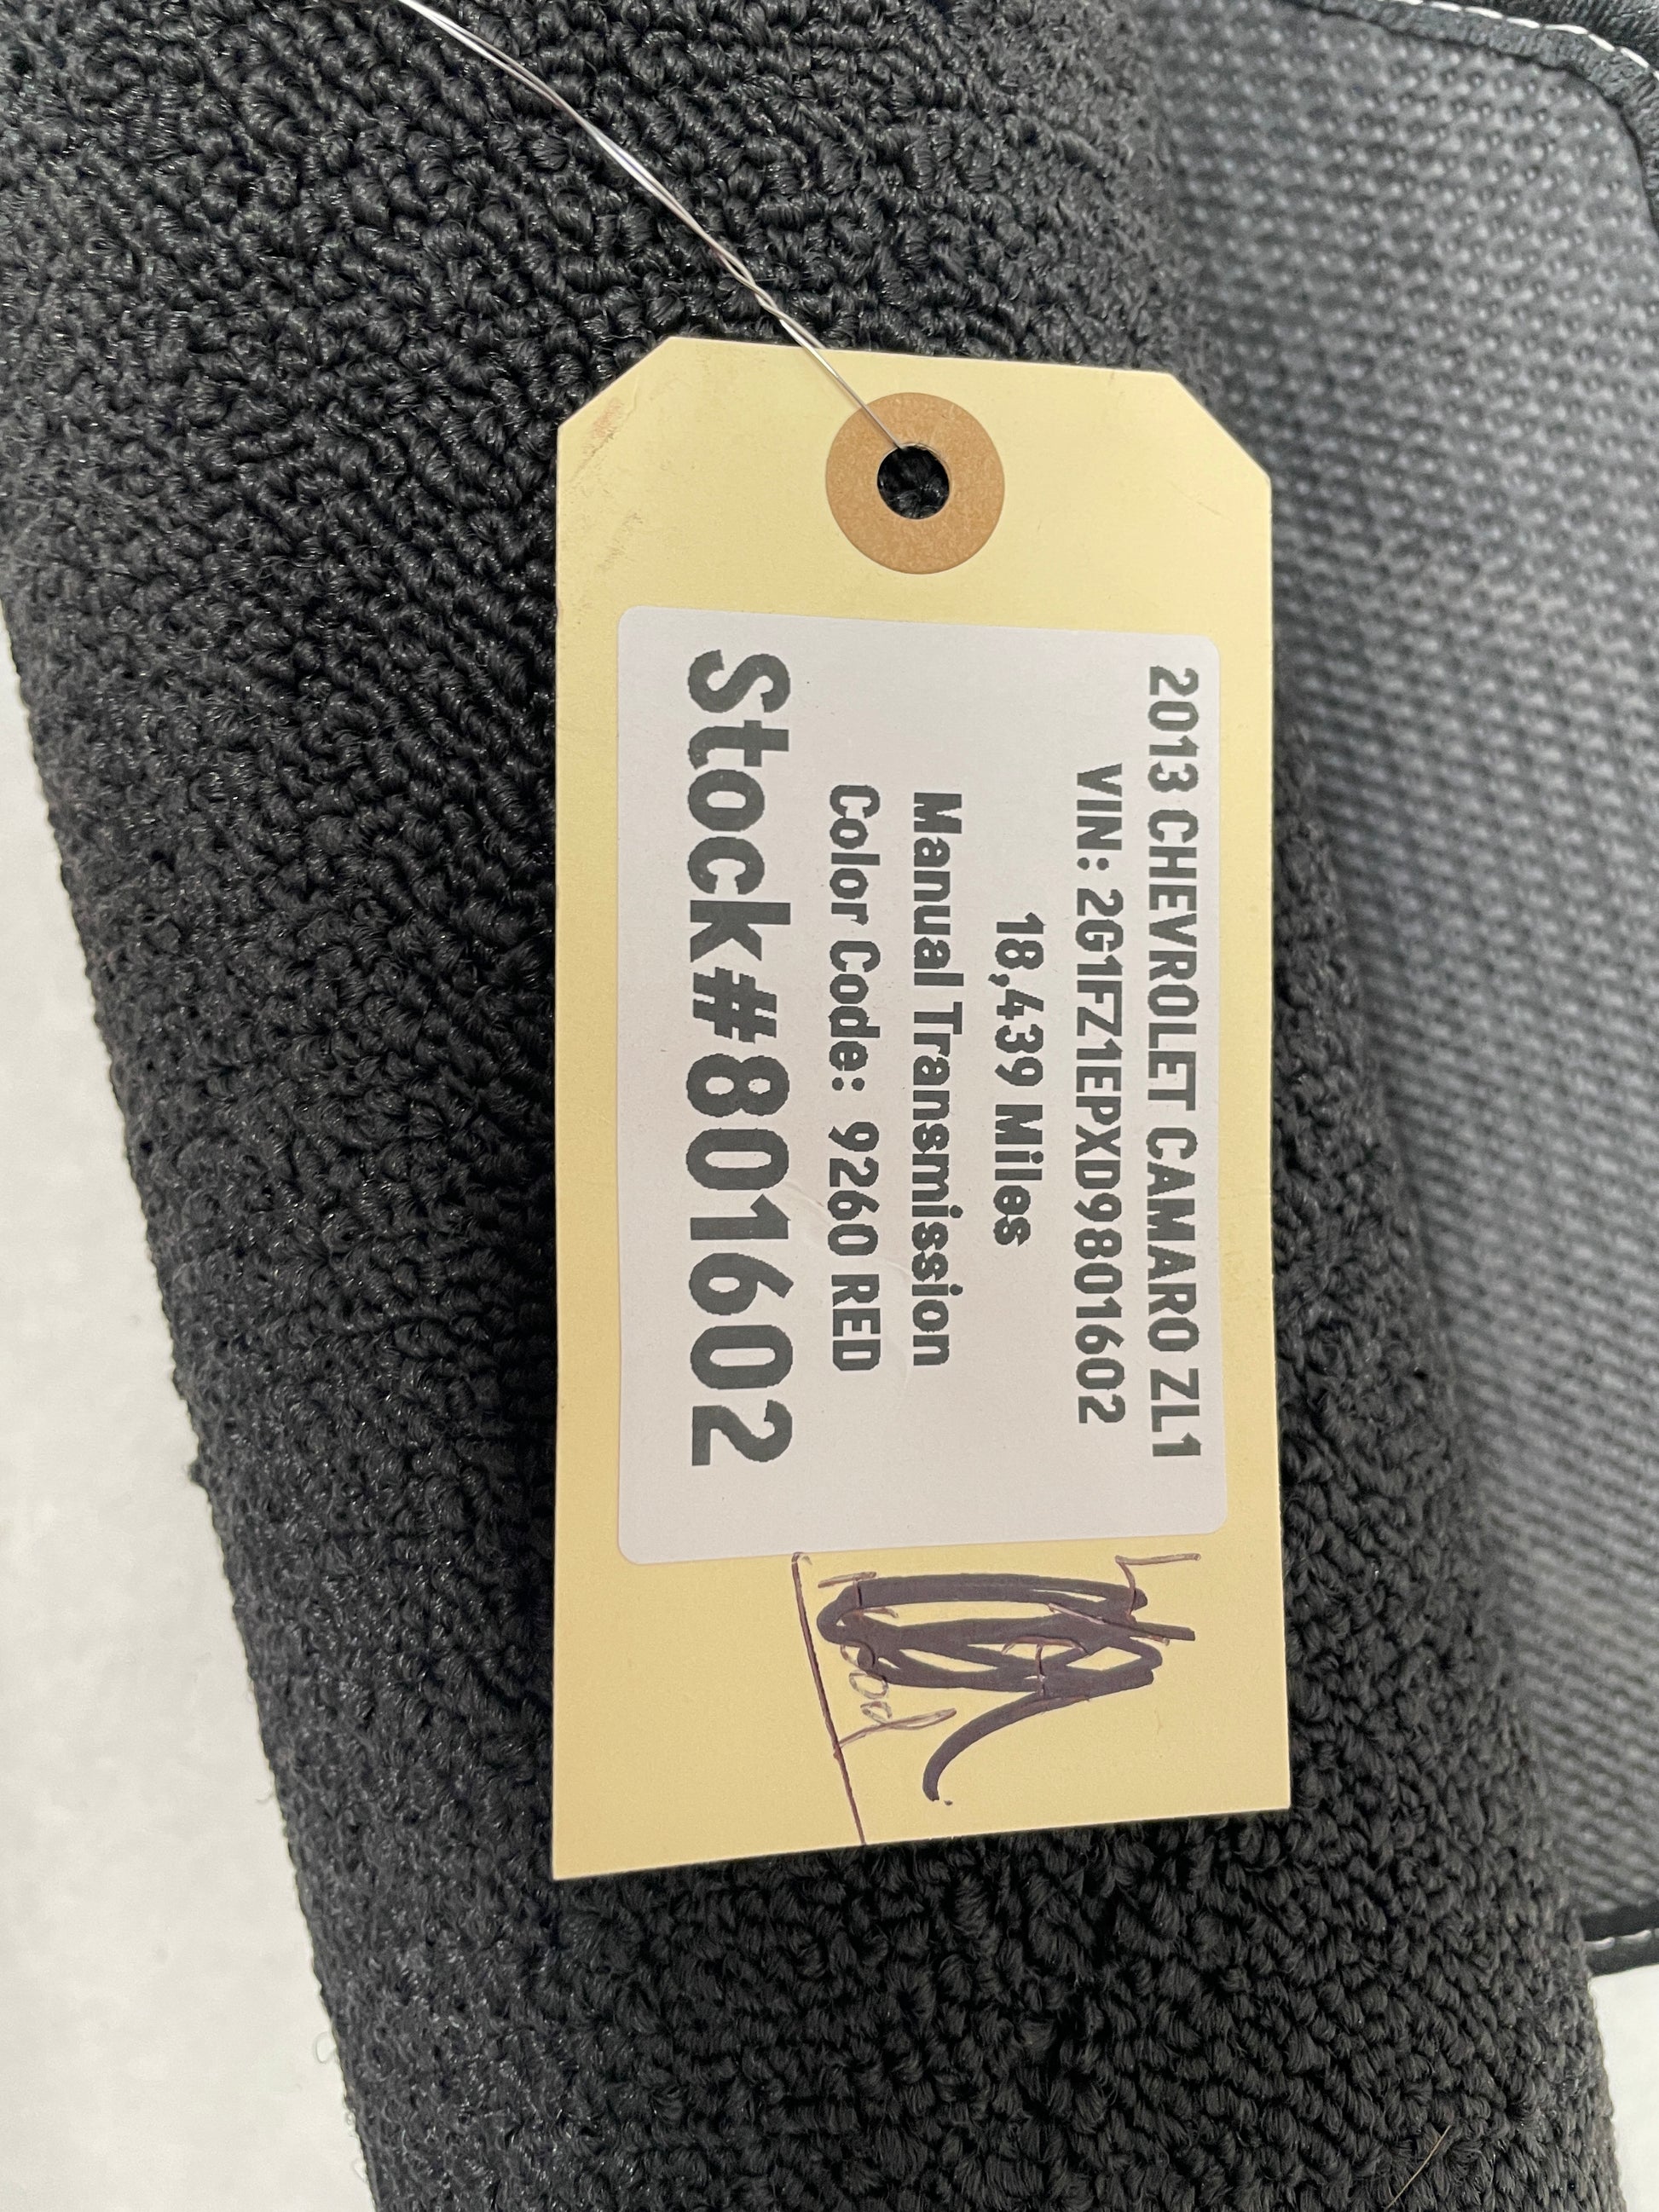 2013 CHEVROLET CAMARO ZL1
VIN: 2G1FZ1EPXD9801602
18,439 Miles
Manual Transmission
Color Code: 9260 RED
Stock#801602